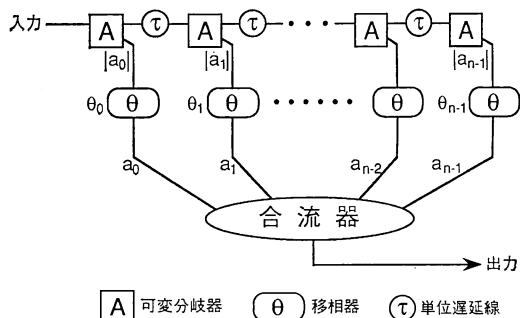 入力 A τ A τ ・・・・ A τ A
|a0| |a1| |an-1|
θ0 θ θ1 θ ・・・・・・ θ θn-1 θ
a0 a1 an-2 an-1
合流器
出力
A 可変分岐器 θ 移相器 τ 単位遅延線